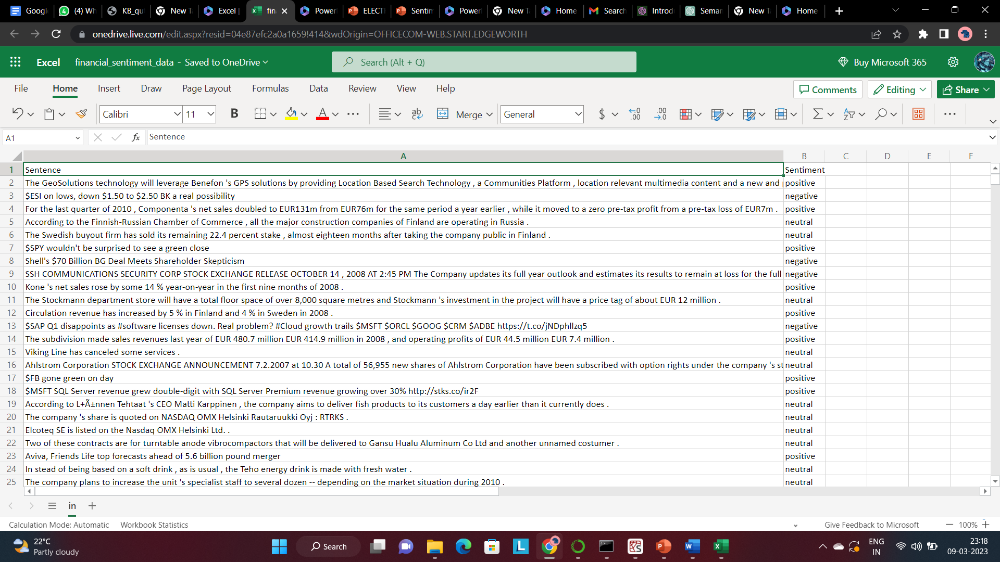 Googl (4) Wh KB_qu New T Excel fin Power ELECT Sentim Power New T Home Search Introd Seman New T Home
onedrive.live.com/edit.aspx?resid=04e87efc2a0a1659!414&wdOrigin=OFFICECOM-WEB.START.EDGEWORTH
Excel financial_sentiment_data - Saved to OneDrive Search (Alt + Q) Buy Microsoft 365
File Home Insert Draw Page Layout Formulas Data Review View Help Comments Editing Share
Calibri 11 B A ab Merge General $ .00 .00
A1 fx Sentence
A B C D E F
1 Sentence Sentiment
2 The GeoSolutions technology will leverage Benefon 's GPS solutions by providing Location Based Search Technology , a Communities Platform , location relevant multimedia content and a new and positive
3 $ESI on lows, down $1.50 to $2.50 BK a real possibility negative
4 For the last quarter of 2010 , Componenta 's net sales doubled to EUR131m from EUR76m for the same period a year earlier , while it moved to a zero pre-tax profit from a pre-tax loss of EUR7m . positive
5 According to the Finnish-Russian Chamber of Commerce , all the major construction companies of Finland are operating in Russia . neutral
6 The Swedish buyout firm has sold its remaining 22.4 percent stake , almost eighteen months after taking the company public in Finland . neutral
7 $SPY wouldn't be surprised to see a green close positive
8 Shell's $70 Billion BG Deal Meets Shareholder Skepticism negative
9 SSH COMMUNICATIONS SECURITY CORP STOCK EXCHANGE RELEASE OCTOBER 14 , 2008 AT 2:45 PM The Company updates its full year outlook and estimates its results to remain at loss for the full negative
10 Kone 's net sales rose by some 14 % year-on-year in the first nine months of 2008 . positive
11 The Stockmann department store will have a total floor space of over 8,000 square metres and Stockmann 's investment in the project will have a price tag of about EUR 12 million . neutral
12 Circulation revenue has increased by 5 % in Finland and 4 % in Sweden in 2008 . positive
13 $SAP Q1 disappoints as #software licenses down. Real problem? #Cloud growth trails $MSFT $ORCL $GOOG $CRM $ADBE https://t.co/jNDphllzq5 negative
14 The subdivision made sales revenues last year of EUR 480.7 million EUR 414.9 million in 2008 , and operating profits of EUR 44.5 million EUR 7.4 million . positive
15 Viking Line has canceled some services . neutral
16 Ahlstrom Corporation STOCK EXCHANGE ANNOUNCEMENT 7.2.2007 at 10.30 A total of 56,955 new shares of Ahlstrom Corporation have been subscribed with option rights under the company 's st neutral
17 $FB gone green on day positive
18 $MSFT SQL Server revenue grew double-digit with SQL Server Premium revenue growing over 30% http://stks.co/ir2F positive
19 According to L+Ã±nnen Tehtaat 's CEO Matti Karppinen , the company aims to deliver fish products to its customers a day earlier than it currently does . neutral
20 The company 's share is quoted on NASDAQ OMX Helsinki Rautaruukki Oyj : RTRKS . neutral
21 Elcoteq SE is listed on the Nasdaq OMX Helsinki Ltd. . neutral
22 Two of these contracts are for turntable anode vibrocompactors that will be delivered to Gansu Hualu Aluminum Co Ltd and another unnamed costumer . neutral
23 Aviva, Friends Life top forecasts ahead of 5.6 billion pound merger positive
24 In stead of being based on a soft drink , as is usual , the Teho energy drink is made with fresh water . neutral
25 The company plans to increase the unit 's specialist staff to several dozen -- depending on the market situation during 2010 . neutral
in
Calculation Mode: Automatic Workbook Statistics Give Feedback to Microsoft 100%
22°C
Partly cloudy
Search
ENG
IN
23:18
09-03-2023